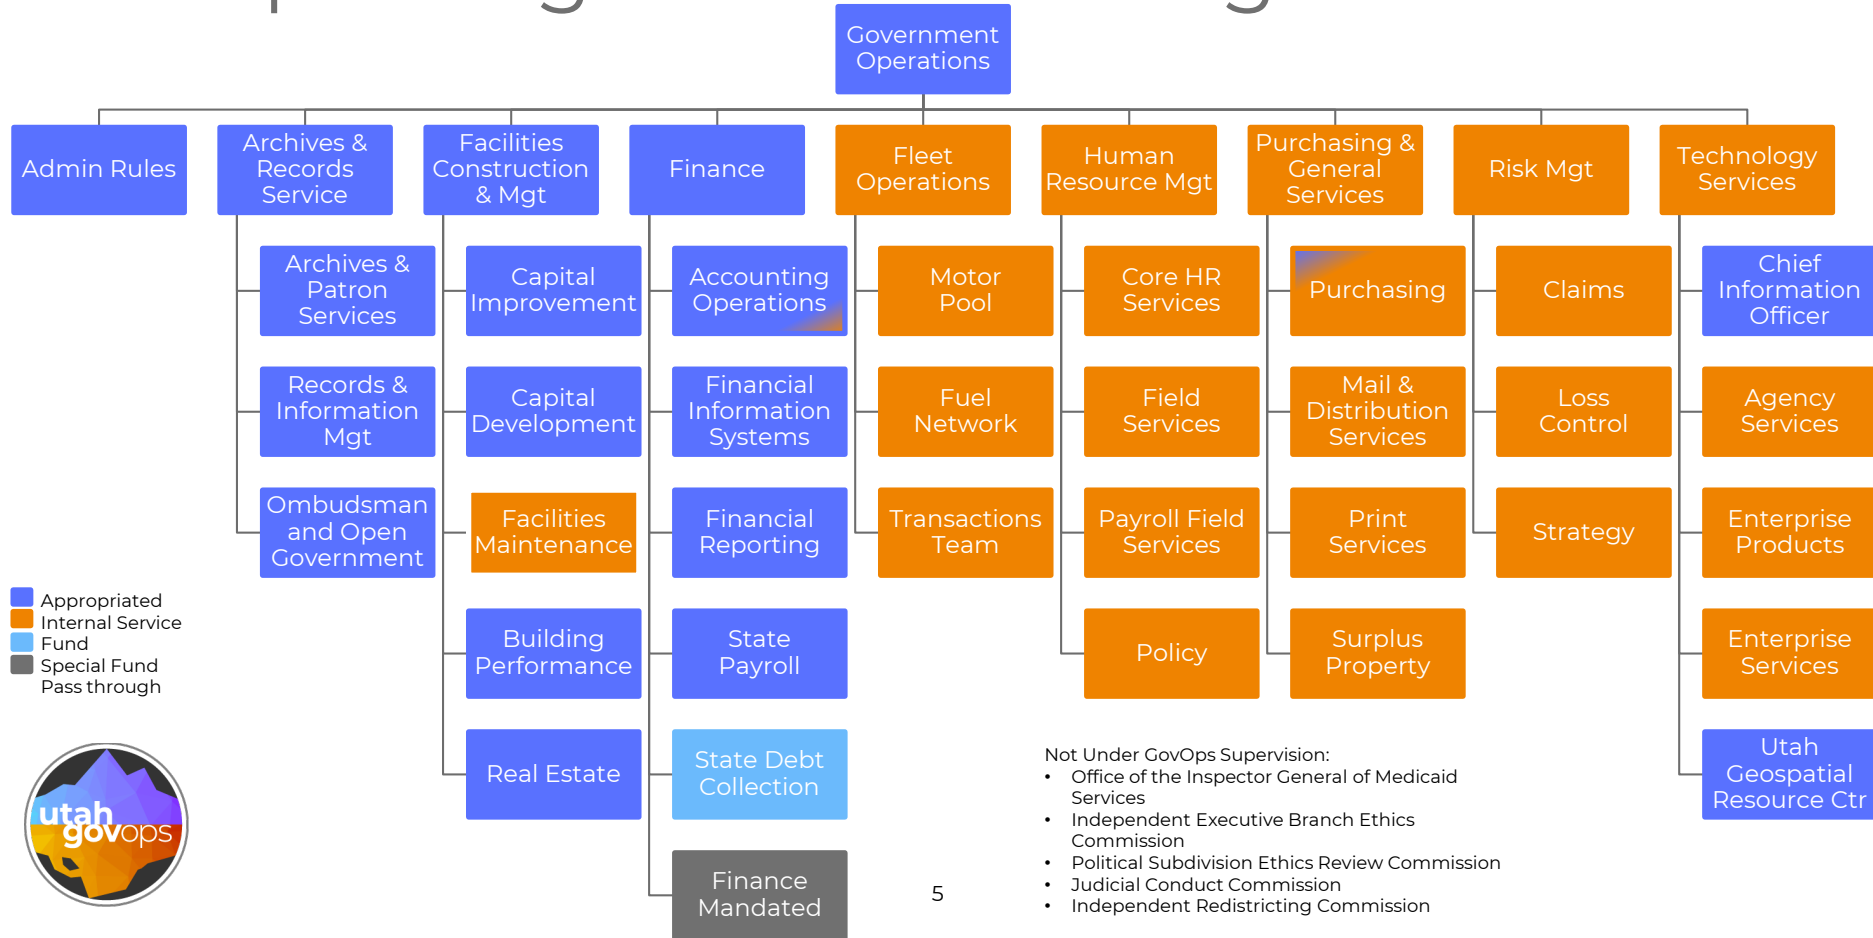 Government
Operations
Admin Rules
Archives &
Records
Service
Facilities
Construction
& Mgt
Finance
Fleet
Operations
Human
Resource Mgt
Purchasing &
General
Services
Risk Mgt
Technology
Services
Archives &
Patron
Services
Records &
Information
Mgt
Ombudsman
and Open
Government
Capital
Improvement
Capital
Development
Facilities
Maintenance
Building
Performance
Real Estate
Accounting
Operations
Financial
Information
Systems
Financial
Reporting
State
Payroll
State Debt
Collection
Finance
Mandated
Motor
Pool
Fuel
Network
Transactions
Team
Core HR
Services
Field
Services
Payroll Field
Services
Policy
Purchasing
Mail &
Distribution
Services
Print
Services
Surplus
Property
Claims
Loss
Control
Strategy
Chief
Information
Officer
Agency
Services
Enterprise
Products
Enterprise
Services
Utah
Geospatial
Resource Ctr
Appropriated
Internal Service
Fund
Special Fund
Pass through
utah
govops
Not Under GovOps Supervision:
• Office of the Inspector General of Medicaid
Services
• Independent Executive Branch Ethics
Commission
• Political Subdivision Ethics Review Commission
• Judicial Conduct Commission
• Independent Redistricting Commission
5